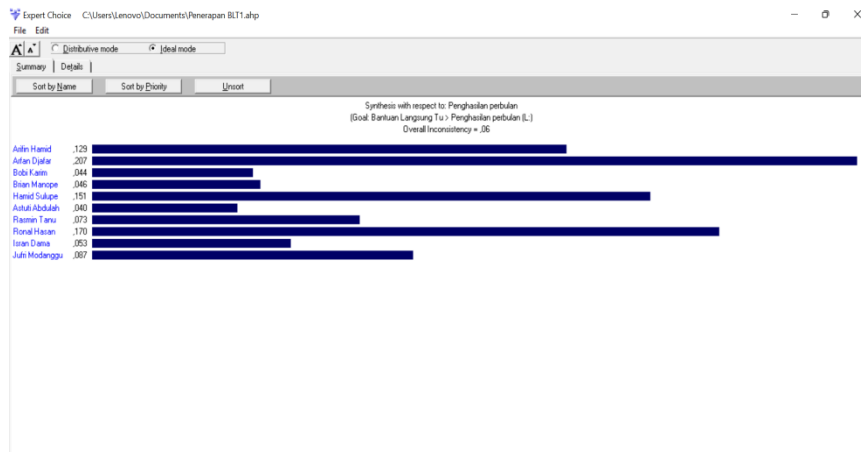 Expert Choice C:\Users\Lenovo\Documents\Penerapan BLT1.ahp
File Edit
A A Distributive mode Ideal mode
Summary Details
Sort by Name Sort by Priority Unsort
Synthesis with respect to: Penghasilan perbulan
(Goal: Bantuan Langsung Tu > Penghasilan perbulan (L:)
Overall Inconsistency = ,06
Arifin Hamid ,129
Arfan Djafar ,207
Bobi Karim ,044
Brian Manope ,046
Hamid Sulupe ,151
Astuti Abdulah ,040
Rasmin Tanu ,073
Ronal Hasan ,170
Isran Dama ,053
Jufri Modanggu ,087